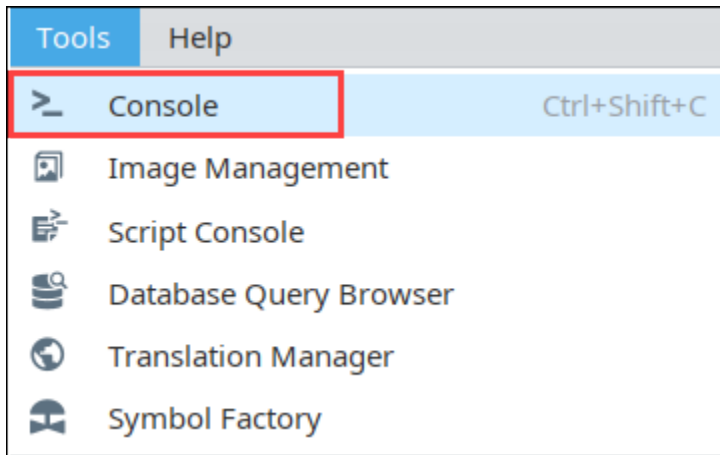 Tools Help
Console Ctrl+Shift+C
Image Management
Script Console
Database Query Browser
Translation Manager
Symbol Factory